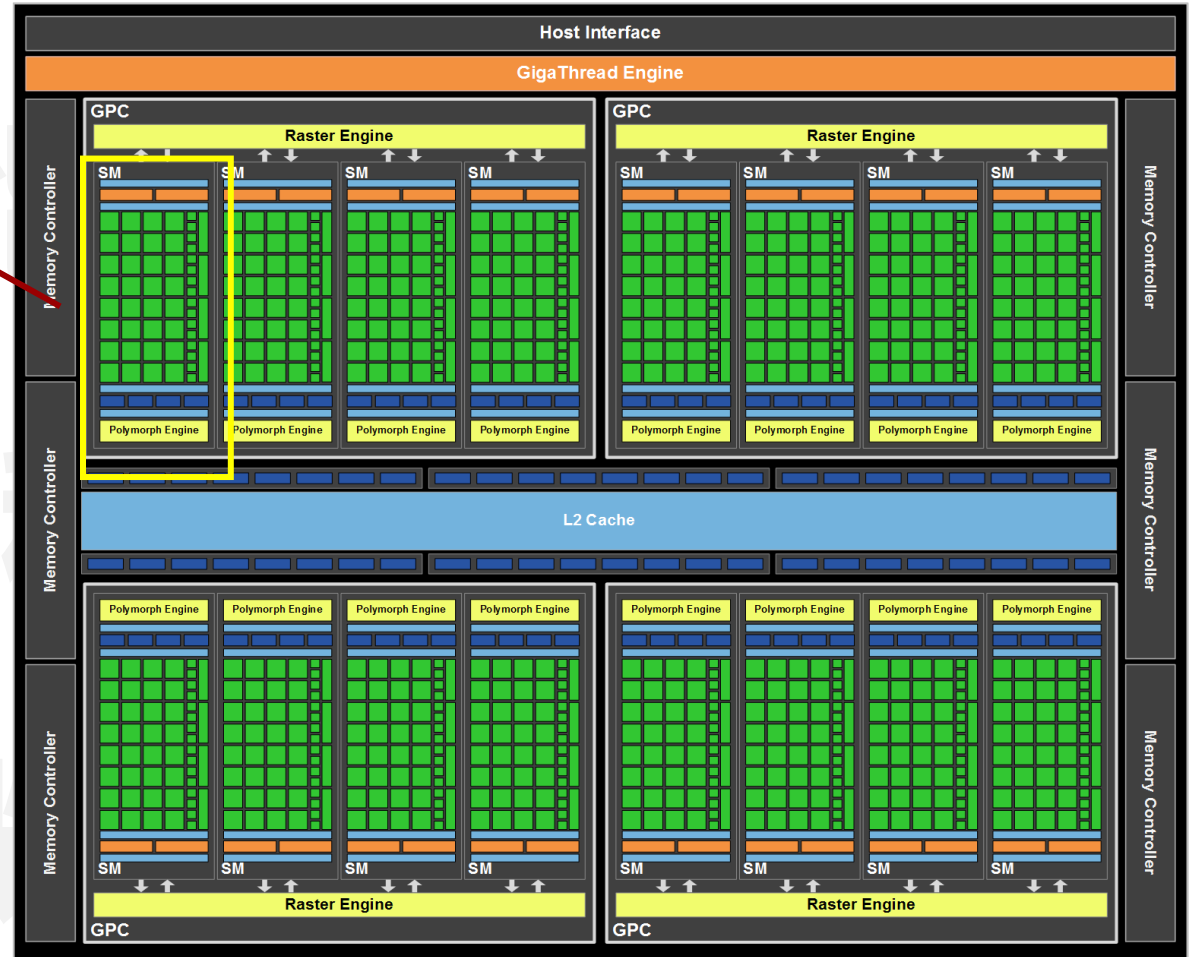 Host Interface
GigaThread Engine
GPC
GPC
Raster Engine
Raster Engine
SM
SM
SM
SM
SM
SM
SM
SM
Memory Controller
Memory Controller
Polymorph Engine
Polymorph Engine
Polymorph Engine
Polymorph Engine
Polymorph Engine
Polymorph Engine
Polymorph Engine
Polymorph Engine
Memory Controller
L2 Cache
Memory Controller
Polymorph Engine
Polymorph Engine
Polymorph Engine
Polymorph Engine
Polymorph Engine
Polymorph Engine
Polymorph Engine
Polymorph Engine
Memory Controller
Memory Controller
SM
SM
SM
SM
SM
SM
SM
SM
Raster Engine
Raster Engine
GPC
GPC